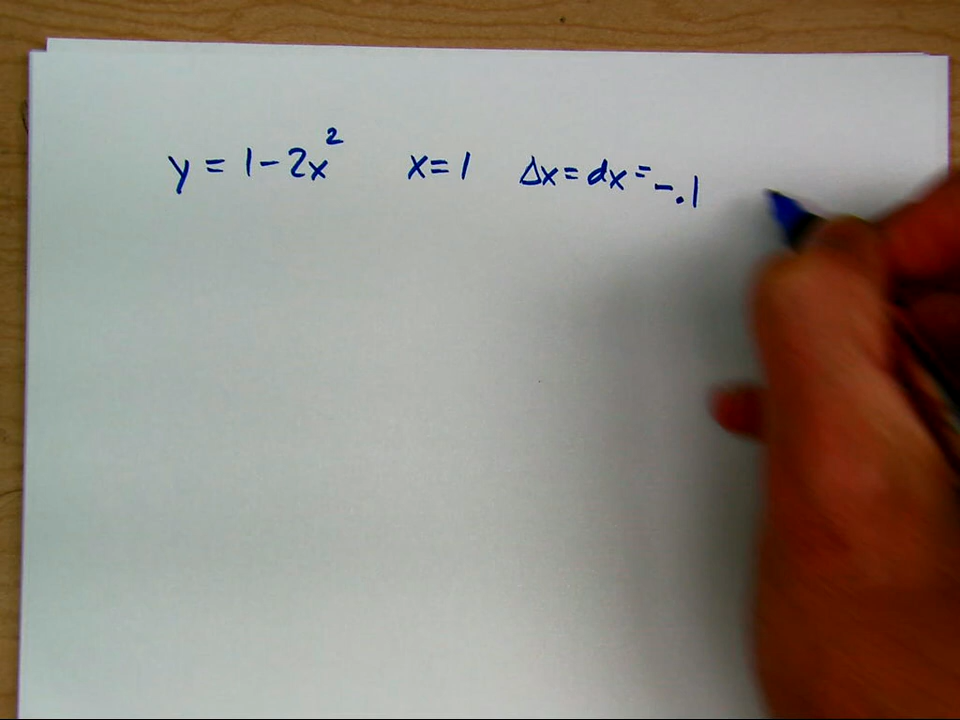 y = 1 - 2x² x = 1 Δx = dx = -.1